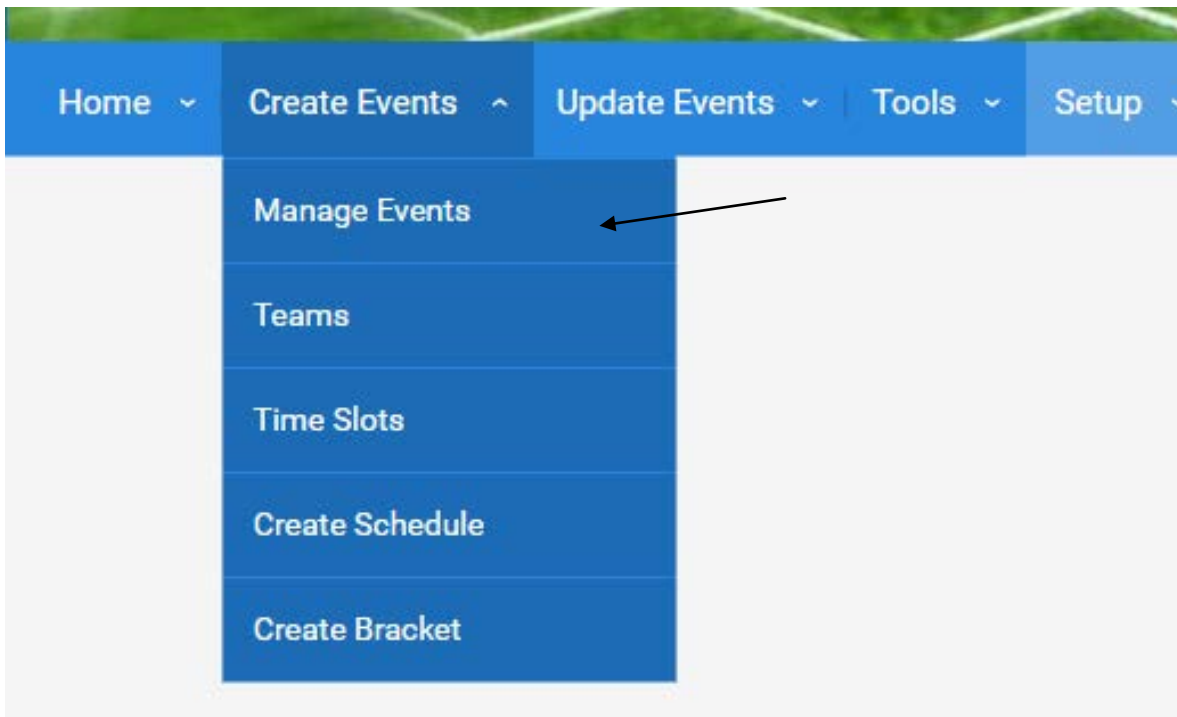 Home Create Events Update Events Tools Setup
Manage Events
Teams
Time Slots
Create Schedule
Create Bracket